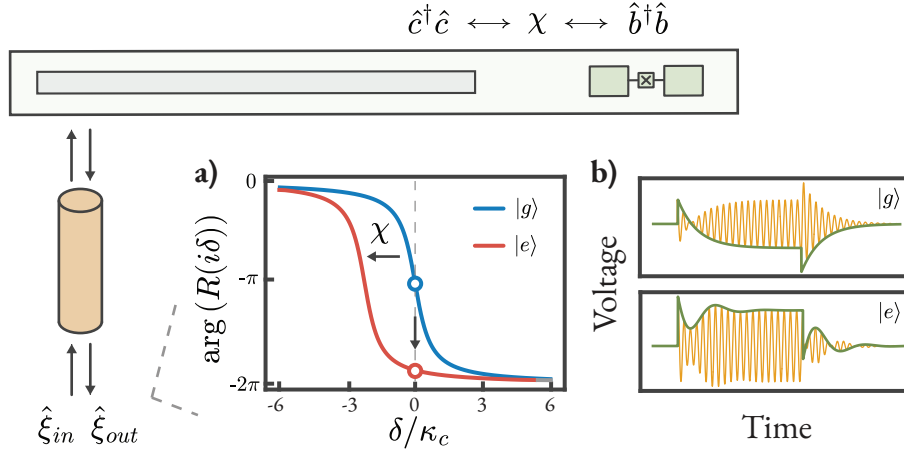 ĉ†ĉ ⟷ χ ⟷ b̂†b̂
a)
b)
0
-π
-2π
arg (R(iδ))
|g⟩
|e⟩
χ
-6
-3
0
3
6
δ/κc
ξ̂in ξ̂out
Voltage
|g⟩
|e⟩
Time